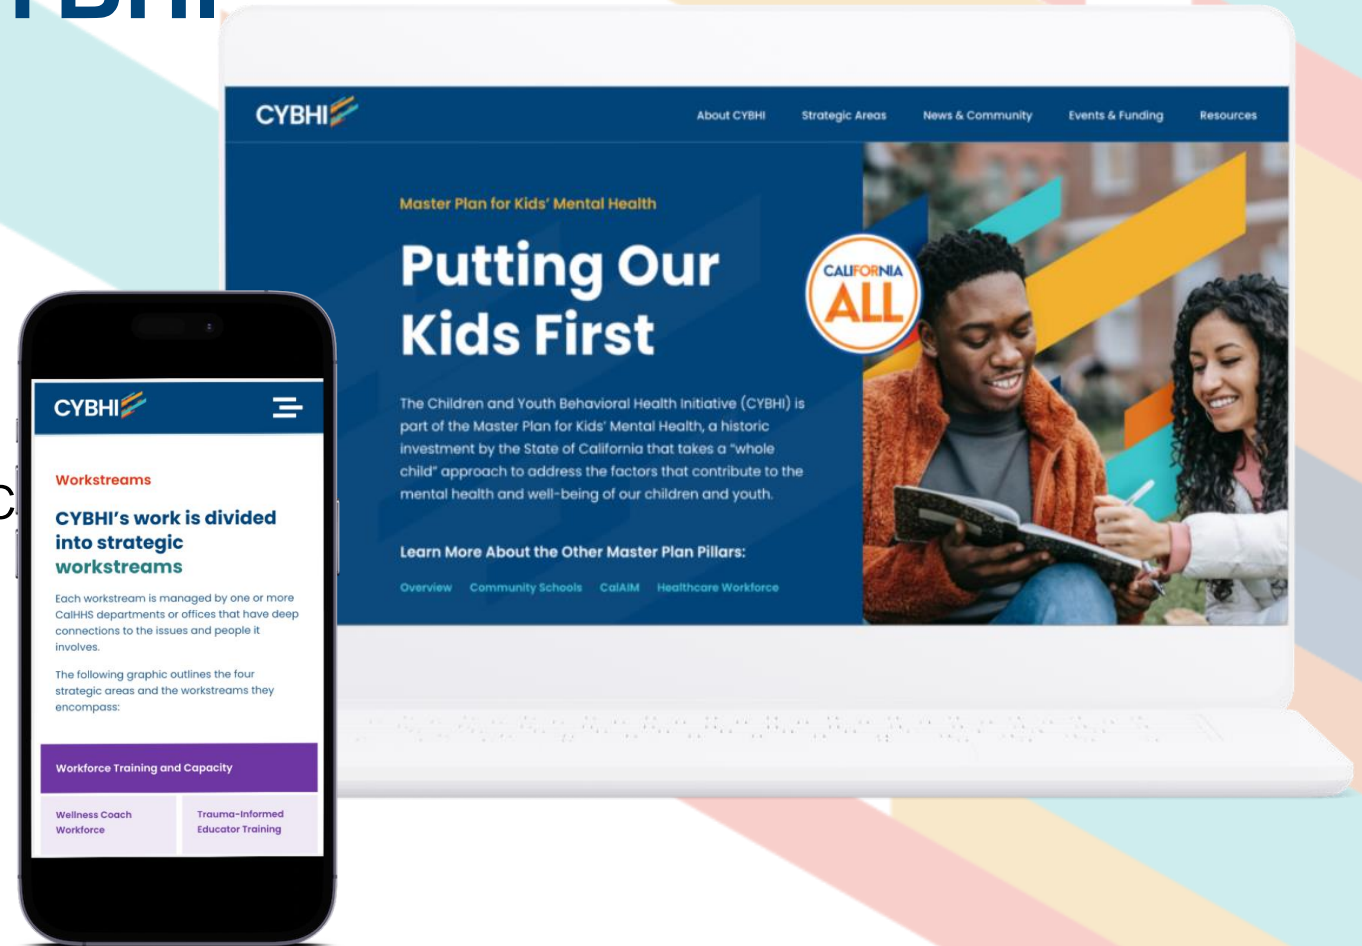 CYBHI
About CYBHI Strategic Areas News & Community Events & Funding Resources
Master Plan for Kids' Mental Health
Putting Our
Kids First
CALIFORNIA
ALL
The Children and Youth Behavioral Health Initiative (CYBHI) is
part of the Master Plan for Kids' Mental Health, a historic
investment by the State of California that takes a "whole
child" approach to address the factors that contribute to the
mental health and well-being of our children and youth.
Learn More About the Other Master Plan Pillars:
Overview Community Schools CalAIM Healthcare Workforce
CYBHI
Workstreams
CYBHI's work is divided
into strategic
workstreams
Each workstream is managed by one or more
CalHHS departments or offices that have deep
connections to the issues and people it
involves.
The following graphic outlines the four
strategic areas and the workstreams they
encompass:
Workforce Training and Capacity
Wellness Coach
Workforce
Trauma-Informed
Educator Training